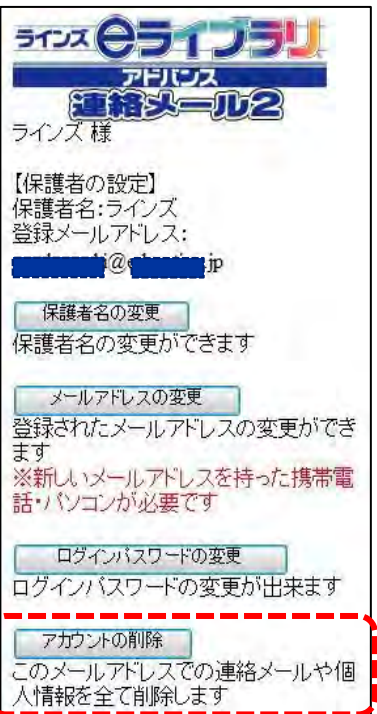 ラインズ eライブラリ
アドバンス
連絡メール2
ラインズ 様
【保護者の設定】
保護者名:ラインズ
登録メールアドレス:
i@ .jp
保護者名の変更
保護者名の変更ができます
メールアドレスの変更
登録されたメールアドレスの変更ができ
ます
※新しいメールアドレスを持った携帯電
話・パソコンが必要です
ログインパスワードの変更
ログインパスワードの変更が出来ます
アカウントの削除
このメールアドレスでの連絡メールや個
人情報を全て削除します